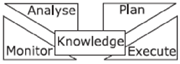 Analyse Plan
Knowledge
Monitor Execute